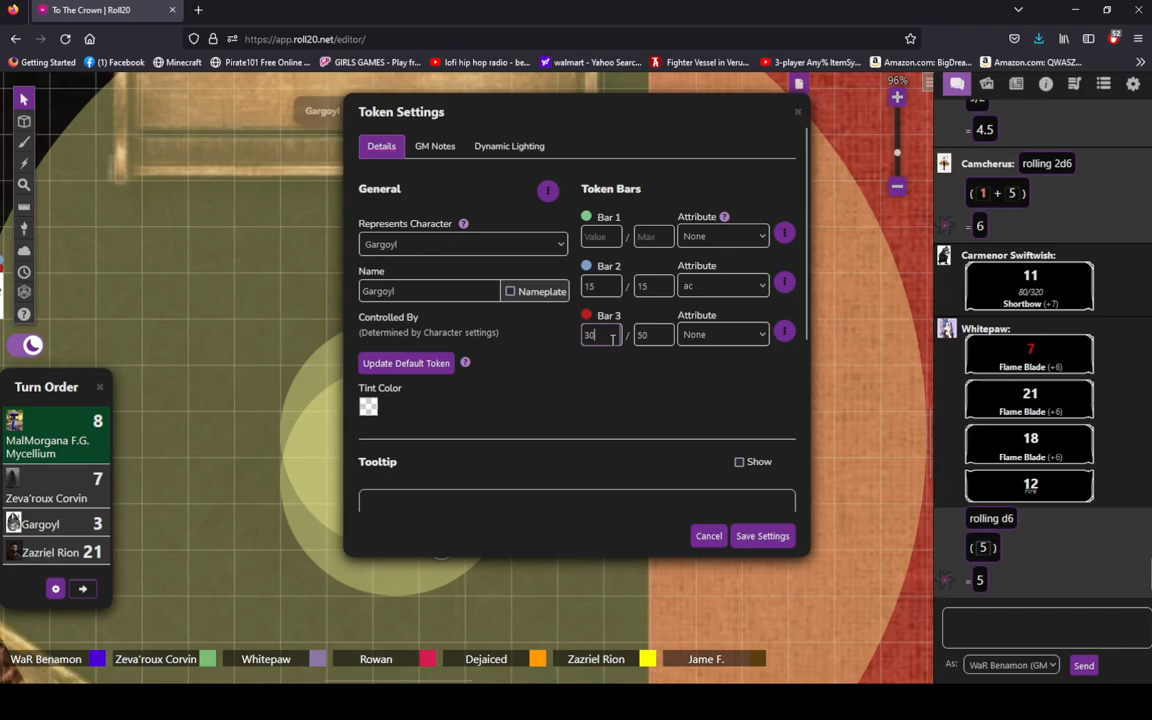 To The Crown | Roll20
https://app.roll20.net/editor/
52
Getting Started
(1) Facebook
Minecraft
Pirate101 Free Online ...
GIRLS GAMES - Play fr...
lofi hip hop radio – be...
walmart - Yahoo Searc...
Fighter Vessel in Veru...
3-player Any% ItemSy...
Amazon.com: BigDrea...
Amazon.com: QWASZ...
96%
Gargoyl
Token Settings
Details
GM Notes
Dynamic Lighting
General
Token Bars
Represents Character
Gargoyl
Name
Gargoyl
Nameplate
Controlled By
(Determined by Character settings)
Update Default Token
Tint Color
Bar 1
Attribute
Value / Max
None
Bar 2
Attribute
15 / 15
ac
Bar 3
Attribute
30 / 50
None
Tooltip
Show
Cancel
Save Settings
Turn Order
8
MalMorgana F.G.
Mycellium
7
Zeva'roux Corvin
Gargoyl 3
Zazriel Rion 21
WaR Benamon
Zeva'roux Corvin
Whitepaw
Rowan
Dejaiced
Zazriel Rion
Jame F.
= 4.5
Camcherus: rolling 2d6
( 1 + 5 )
= 6
Carmenor Swiftwish:
11
80/320
Shortbow (+7)
Whitepaw:
7
Flame Blade (+6)
21
Flame Blade (+6)
18
Flame Blade (+6)
12
rolling d6
( 5 )
= 5
As:
WaR Benamon (GM
Send